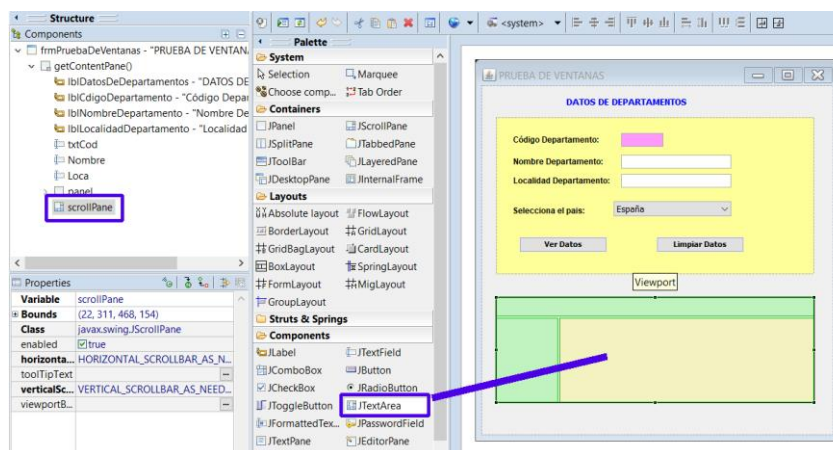 Structure
Components
frmPruebaDeVentanas - "PRUEBA DE VENTAN
getContentPane()
lblDatosDeDepartamentos - "DATOS DE
lblCdigoDepartamento - "Código Depar
lblNombreDepartamento - "Nombre De
lblLocalidadDepartamento - "Localidad
txtCod
Nombre
Loca
panel
scrollPane
Properties
Variable scrollPane
Bounds (22, 311, 468, 154)
Class javax.swing.JScrollPane
enabled true
horizonta... HORIZONTAL_SCROLLBAR_AS_N...
toolTipText
verticalSc... VERTICAL_SCROLLBAR_AS_NEED...
viewportB...
<system>
Palette
System
Selection Marquee
Choose comp... Tab Order
Containers
JPanel JScrollPane
JSplitPane JTabbedPane
JToolBar JLayeredPane
JDesktopPane JInternalFrame
Layouts
Absolute layout FlowLayout
BorderLayout GridLayout
GridBagLayout CardLayout
BoxLayout SpringLayout
FormLayout MigLayout
GroupLayout
Struts & Springs
Components
JLabel JTextField
JComboBox JButton
JCheckBox JRadioButton
JToggleButton JTextArea
JFormattedTex... JPasswordField
JTextPane JEditorPane
PRUEBA DE VENTANAS
DATOS DE DEPARTAMENTOS
Código Departamento:
Nombre Departamento:
Localidad Departamento:
Selecciona el pais: España
Ver Datos Limpiar Datos
Viewport